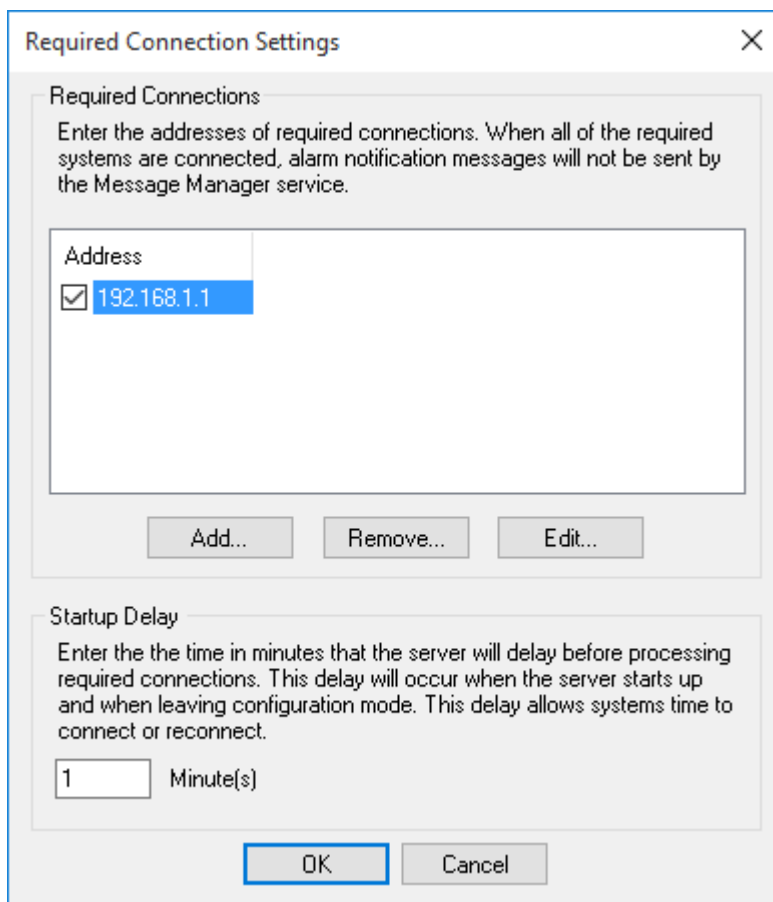 Required Connection Settings
Required Connections
Enter the addresses of required connections. When all of the required
systems are connected, alarm notification messages will not be sent by
the Message Manager service.
Address
192.168.1.1
Add...
Remove...
Edit...
Startup Delay
Enter the the time in minutes that the server will delay before processing
required connections. This delay will occur when the server starts up
and when leaving configuration mode. This delay allows systems time to
connect or reconnect.
1 Minute(s)
OK
Cancel